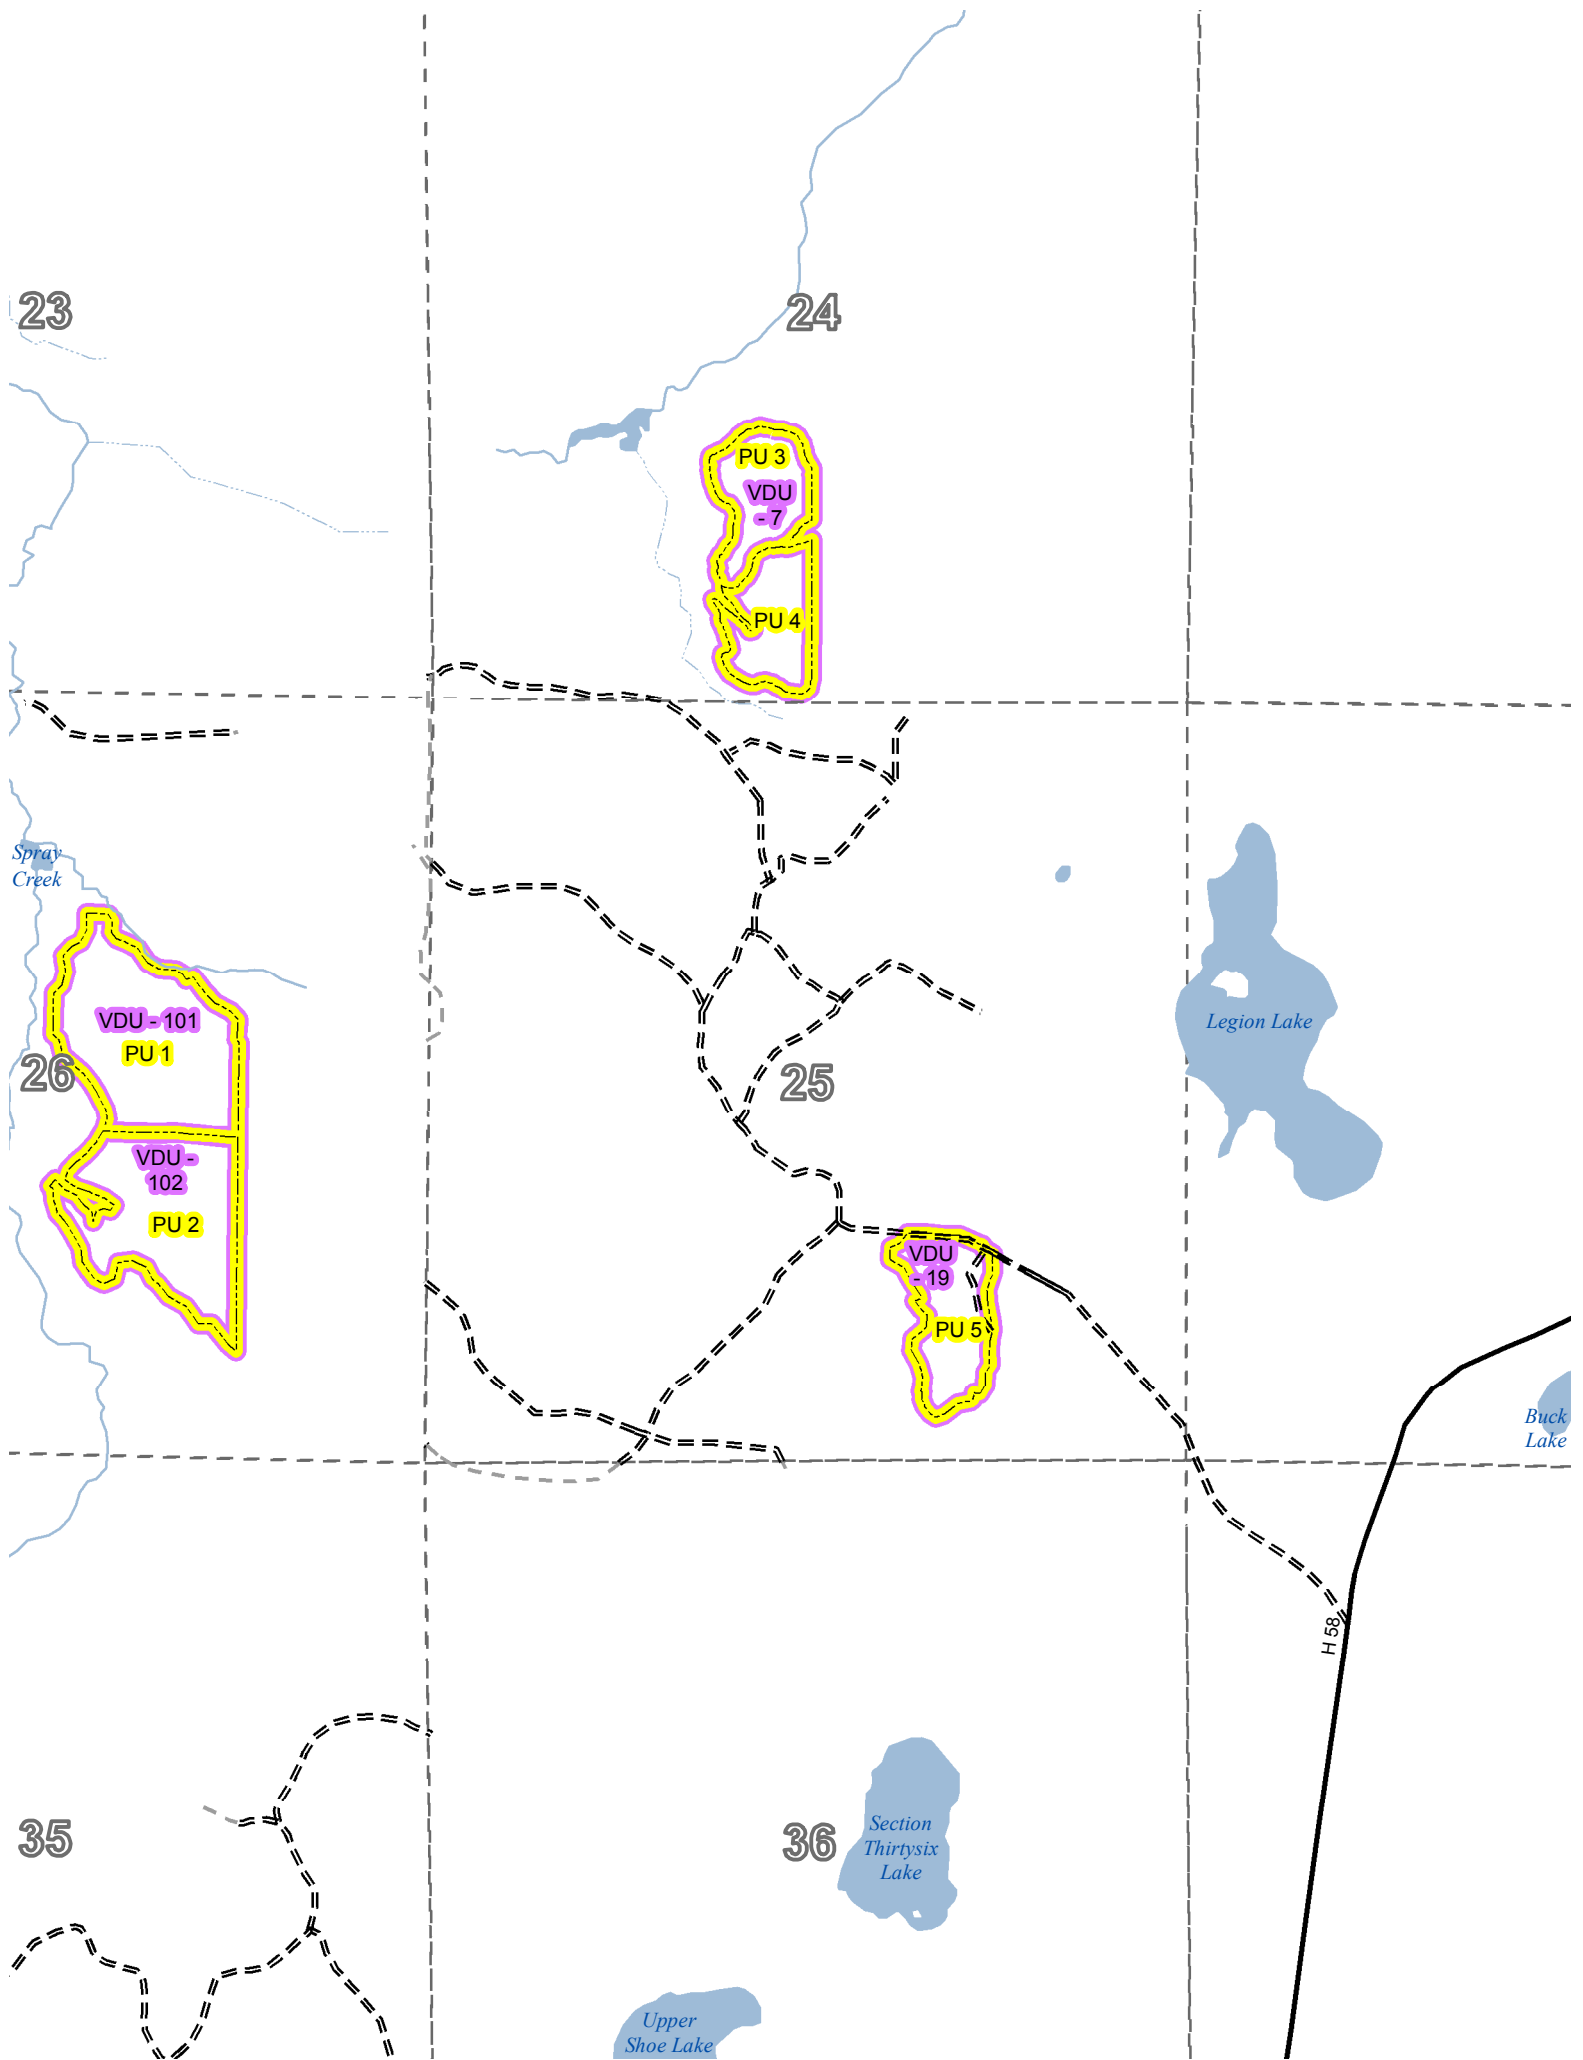 23
24
PU 3
VDU
- 7
PU 4
Spray
Creek
VDU - 101
PU 1
26
25
Legion Lake
VDU -
102
PU 2
VDU
- 19
PU 5
Buck
Lake
H 58
35
36
Section
Thirtysix
Lake
Upper
Shoe Lake